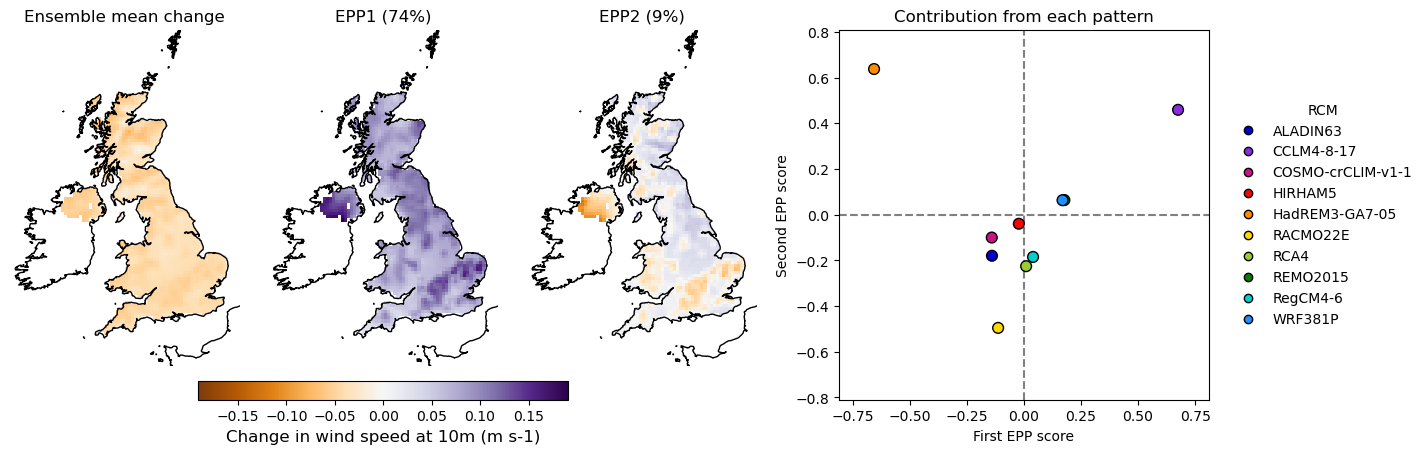 Ensemble mean change
EPP1 (74%)
EPP2 (9%)
Contribution from each pattern
0.8
0.6
0.4
0.2
0.0
−0.2
−0.4
−0.6
−0.8
Second EPP score
−0.75
−0.50
−0.25
0.00
0.25
0.50
0.75
First EPP score
RCM
ALADIN63
CCLM4-8-17
COSMO-crCLIM-v1-1
HIRHAM5
HadREM3-GA7-05
RACMO22E
RCA4
REMO2015
RegCM4-6
WRF381P
−0.15
−0.10
−0.05
0.00
0.05
0.10
0.15
Change in wind speed at 10m (m s-1)